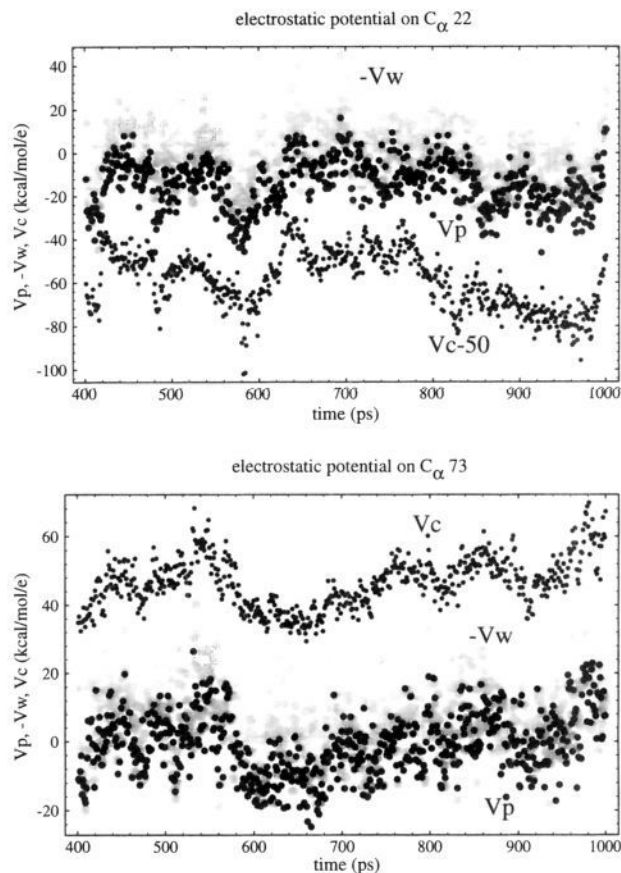 electrostatic potential on Cα 22
Vp, -Vw, Vc (kcal/mol/e)
40
20
0
-20
-40
-60
-80
-100
-Vw
Vp
Vc-50
400 500 600 700 800 900 1000
time (ps)
electrostatic potential on Cα 73
Vp, -Vw, Vc (kcal/mol/e)
60
40
20
0
-20
Vc
-Vw
Vp
400 500 600 700 800 900 1000
time (ps)